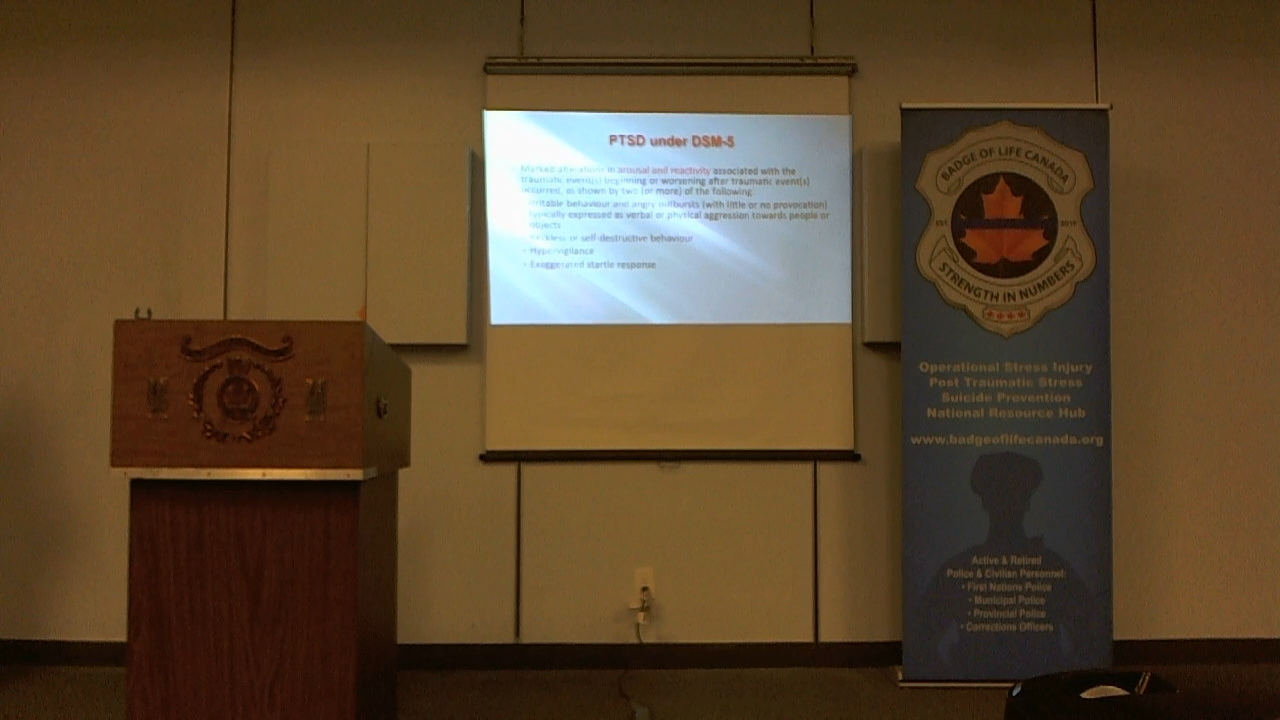 PTSD under DSM-5
Marked alterations in arousal and reactivity associated with the
traumatic event(s) beginning or worsening after traumatic event(s)
occurred, as shown by two (or more) of the following:
Irritable behaviour and angry outbursts (with little or no provocation)
typically expressed as verbal or physical aggression towards people or
objects
• Reckless or self-destructive behaviour
• Hypervigilance
• Exaggerated startle response
BADGE OF LIFE CANADA
EST.
STRENGTH IN NUMBERS
Operational Stress Injury
Post Traumatic Stress
Suicide Prevention
National Resource Hub
www.badgeoflifecanada.org
Active & Retired
Police & Civilian Personnel:
• First Nations Police
• Municipal Police
• Provincial Police
• Corrections Officers